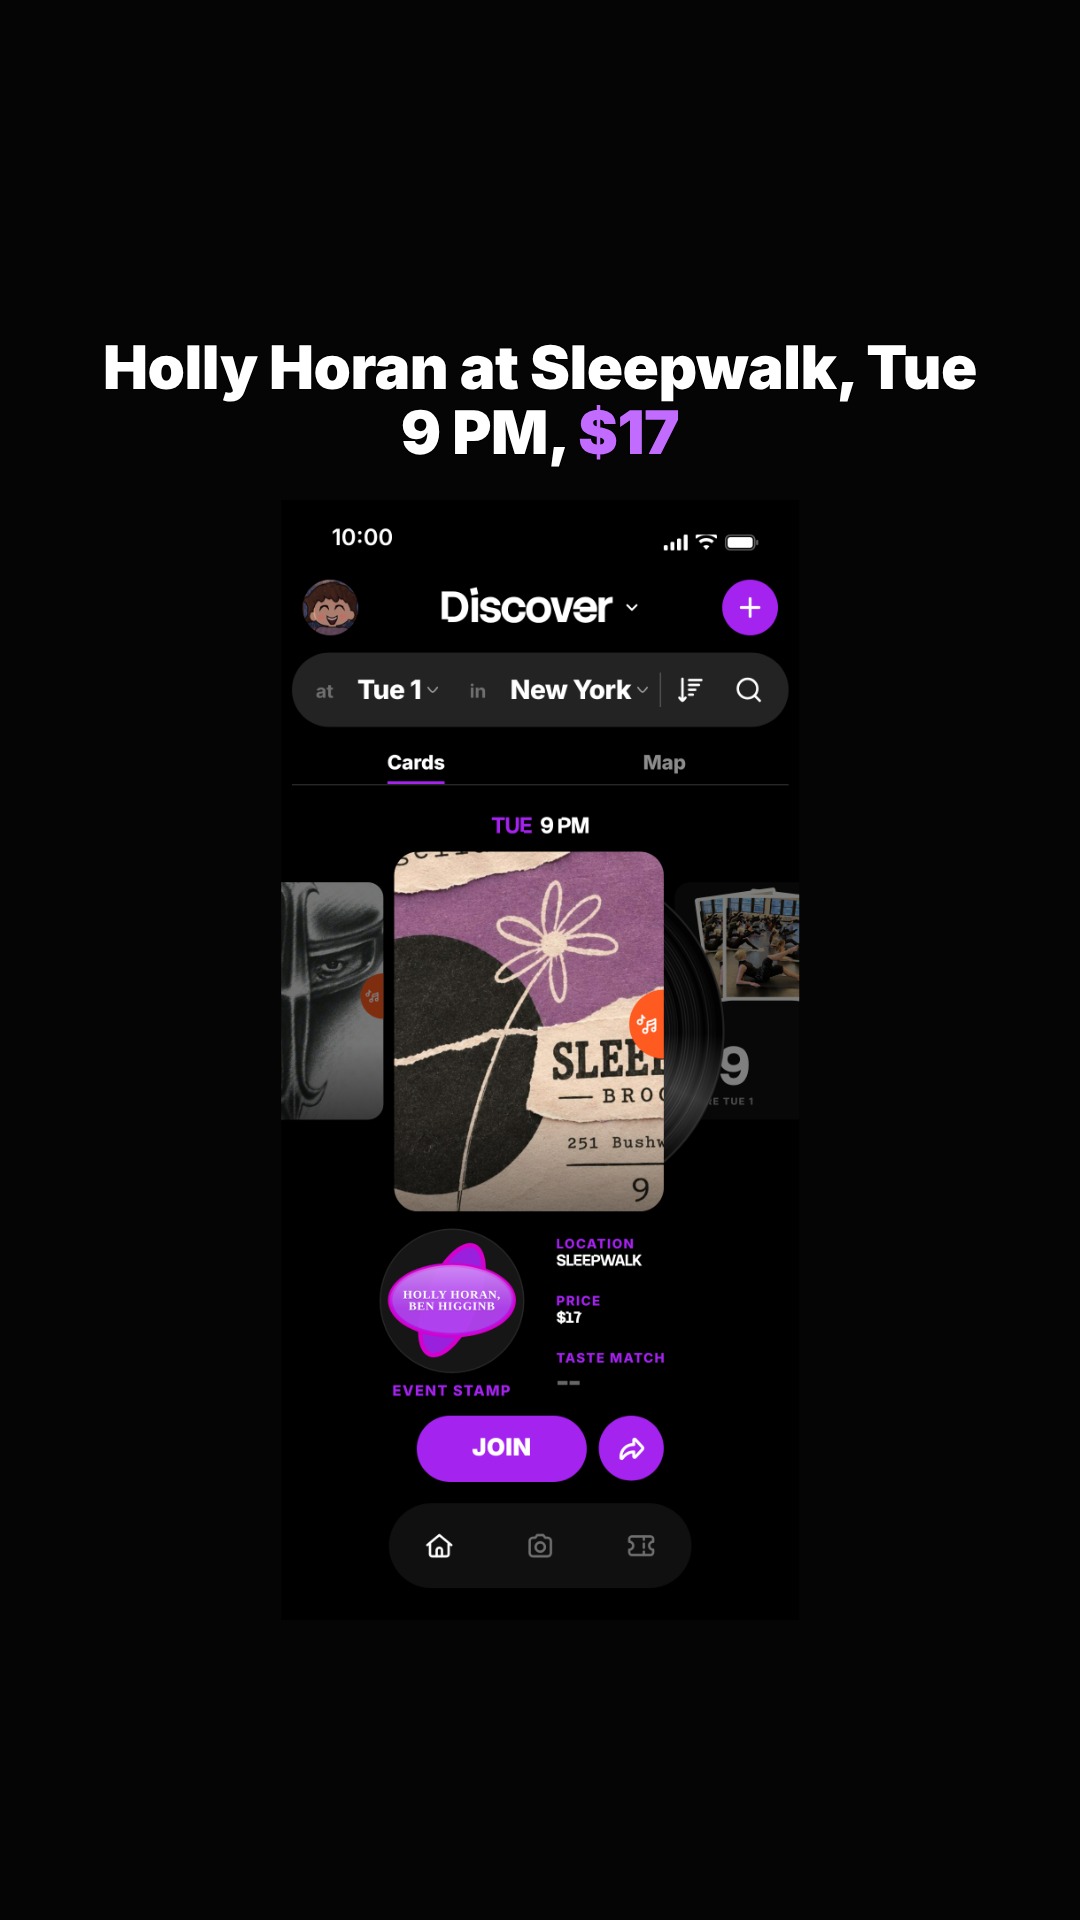 Holly Horan at Sleepwalk, Tue
9 PM, $17
10:00
Discover
at Tue 1 in New York
Cards Map
TUE 9 PM
SLEE
BROO
251 Bushw
9
9
RE TUE 1
HOLLY HORAN,
BEN HIGGINB
EVENT STAMP
LOCATION
SLEEPWALK
PRICE
$17
TASTE MATCH
--
JOIN